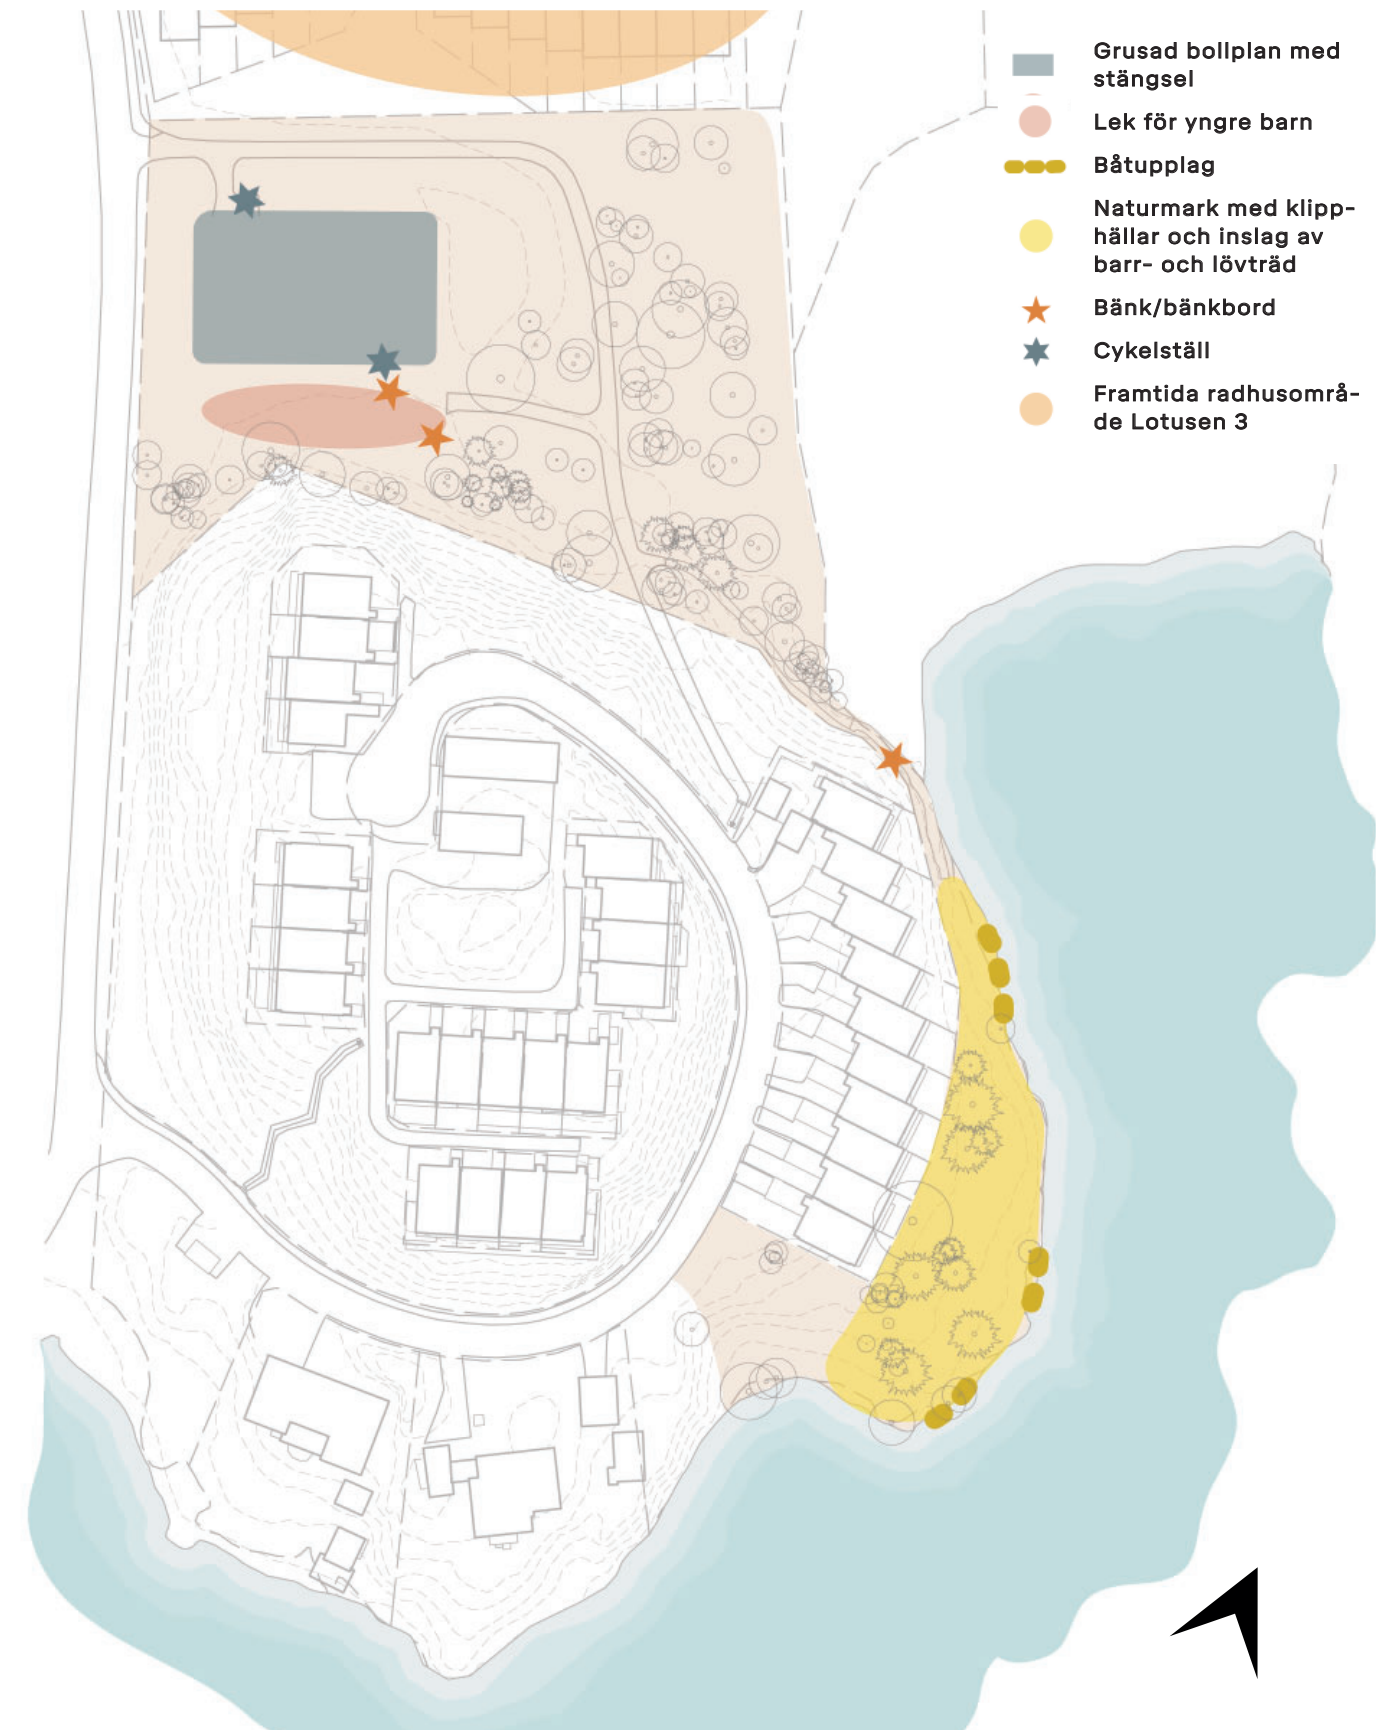 Grusad bollplan med
stängsel
Lek för yngre barn
Båtupplag
Naturmark med klipp-
hällar och inslag av
barr- och lövträd
Bänk/bänkbord
Cykelställ
Framtida radhusområ-
de Lotusen 3